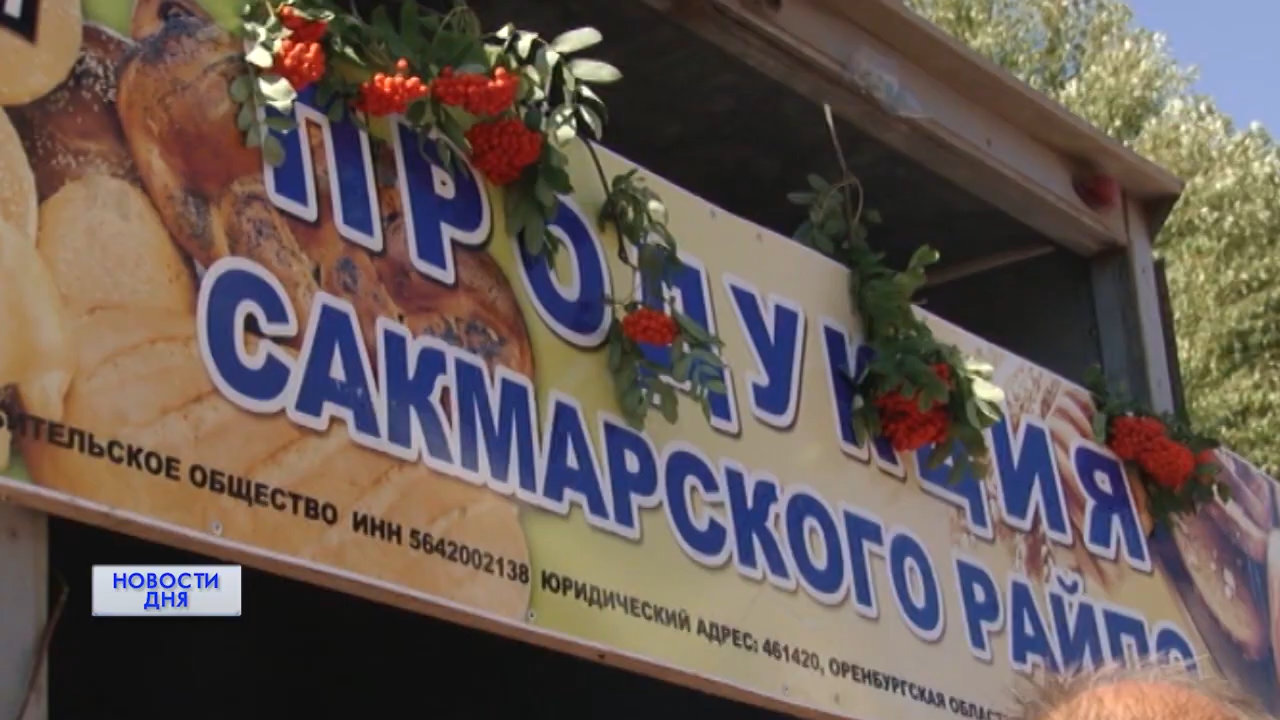 ПРОДУКЦИЯ
САКМАРСКОГО РАЙПО
ИТЕЛЬСКОЕ ОБЩЕСТВО ИНН 5642002138 ЮРИДИЧЕСКИЙ АДРЕС: 461420, ОРЕНБУРГСКАЯ ОБЛАСТ
НОВОСТИ
ДНЯ